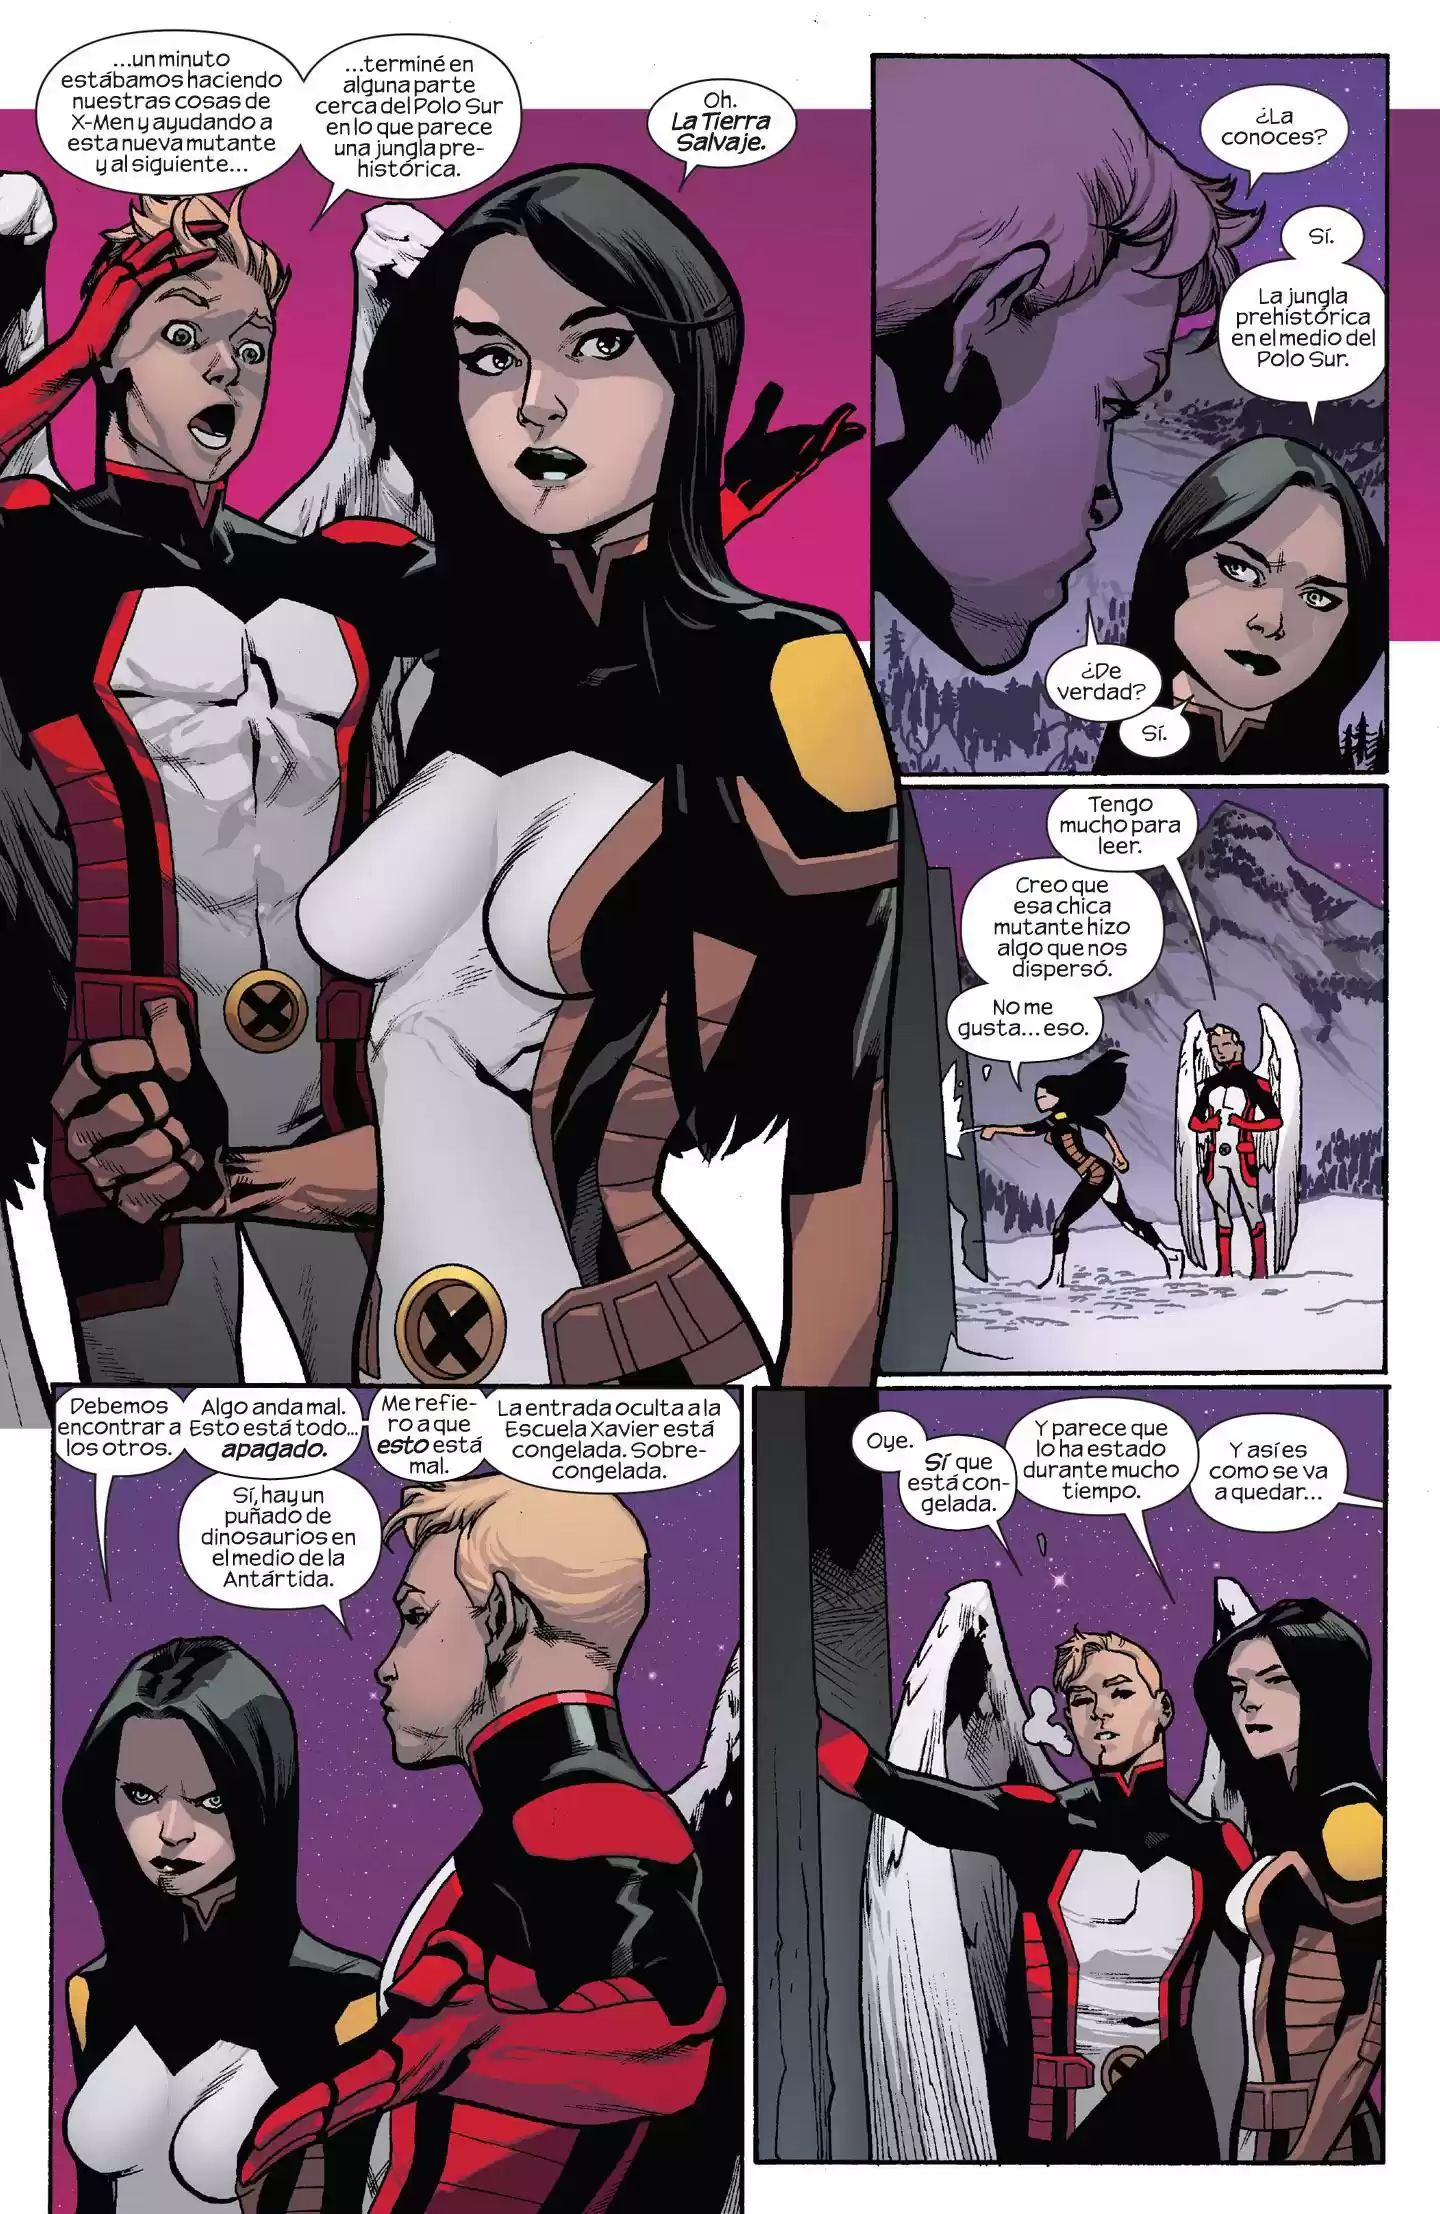 ...un minuto
estábamos haciendo
nuestras cosas de
X-Men y ayudando a
esta nueva mutante
y al siguiente...
...terminé en
alguna parte
cerca del Polo Sur
en lo que parece
una jungla pre-
histórica.
Oh.
La Tierra
Salvaje.
¿La
conoces?
Sí.
La jungla
prehistórica
en el medio del
Polo Sur.
¿De
verdad?
Sí.
Tengo
mucho para
leer.
Creo que
esa chica
mutante hizo
algo que nos
dispersó.
No me
gusta... eso.
Debemos
encontrar a
los otros.
Algo anda mal.
Esto está todo...
apagado.
Sí, hay un
puñado de
dinosaurios en
el medio de la
Antártida.
Me refie-
ro a que
esto está
mal.
La entrada oculta a la
Escuela Xavier está
congelada. Sobre-
congelada.
Oye.
Sí que
está con-
gelada.
Y parece que
lo ha estado
durante mucho
tiempo.
Y así es
como se va
a quedar...